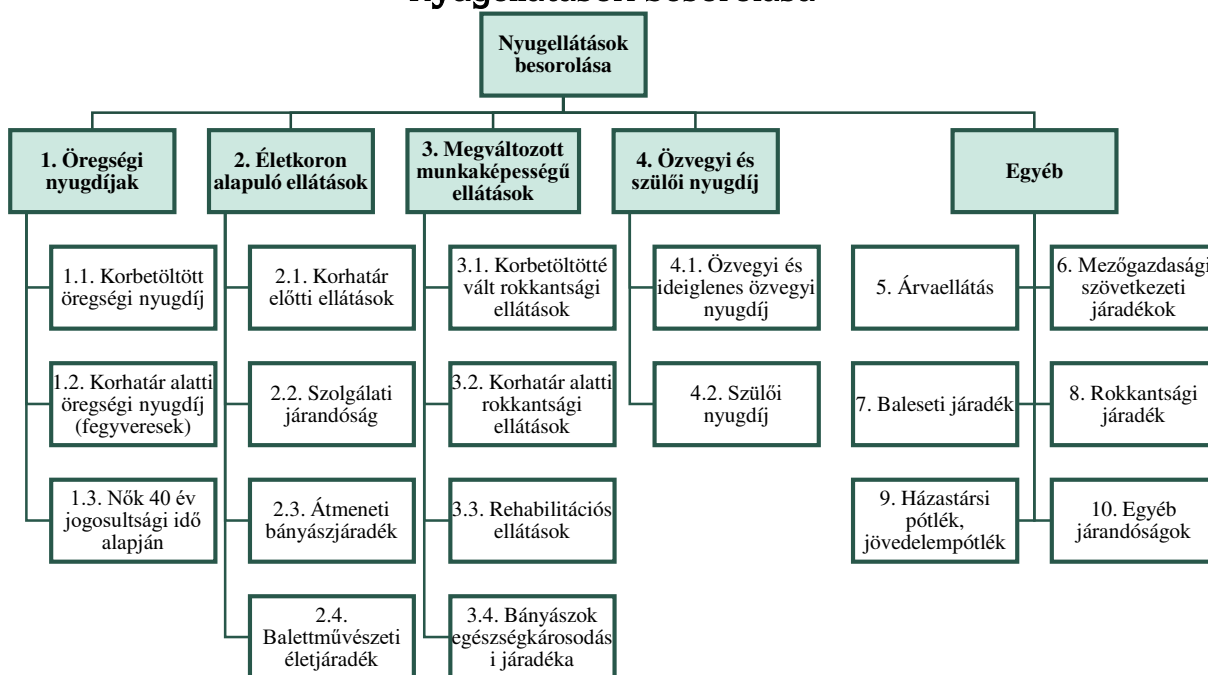 Nyugellátások besorolása
Nyugellátások
besorolása
1. Öregségi
nyugdíjak
2. Életkoron
alapuló ellátások
3. Megváltozott
munkaképességű
ellátások
4. Özvegyi és
szülői nyugdíj
Egyéb
1.1. Korbetöltött
öregségi nyugdíj
1.2. Korhatár alatti
öregségi nyugdíj
(fegyveresek)
1.3. Nők 40 év
jogosultsági idő
alapján
2.1. Korhatár
előtti ellátások
2.2. Szolgálati
járandóság
2.3. Átmeneti
bányászjáradék
2.4.
Balettművészeti
életjáradék
3.1. Korbetöltötté
vált rokkantsági
ellátások
3.2. Korhatár alatti
rokkantsági
ellátások
3.3. Rehabilitációs
ellátások
3.4. Bányászok
egészségkárosodás
i járadéka
4.1. Özvegyi és
ideiglenes özvegyi
nyugdíj
4.2. Szülői
nyugdíj
5. Árvaellátás
6. Mezőgazdasági
szövetkezeti
járadékok
7. Baleseti járadék
8. Rokkantsági
járadék
9. Házastársi
pótlék,
jövedelempótlék
10. Egyéb
járandóságok